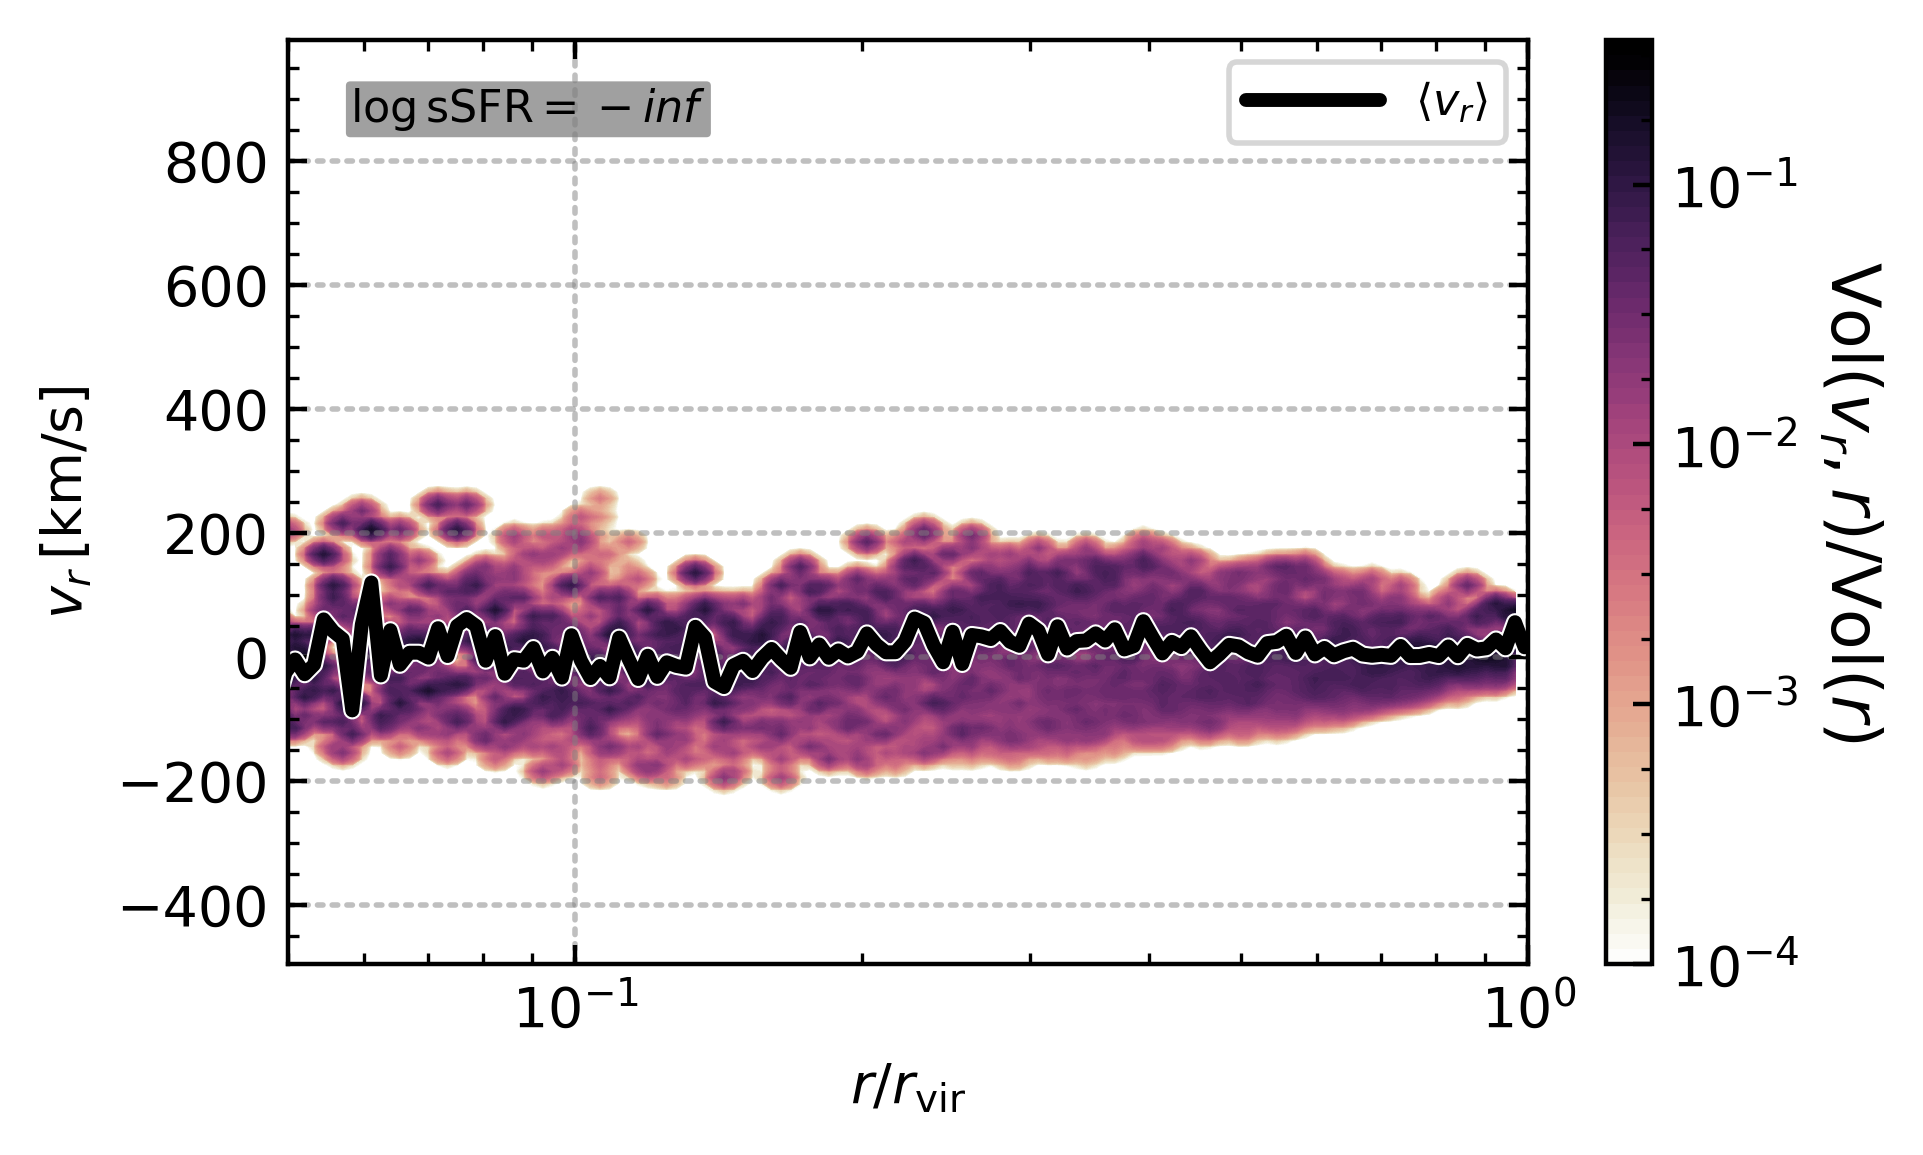 log sSFR = −inf
⟨v_r⟩
800
600
400
200
0
−200
−400
v_r [km/s]
10^−1
10^0
r/r_vir
10^−1
10^−2
10^−3
10^−4
Vol(v_r, r)/Vol(r)